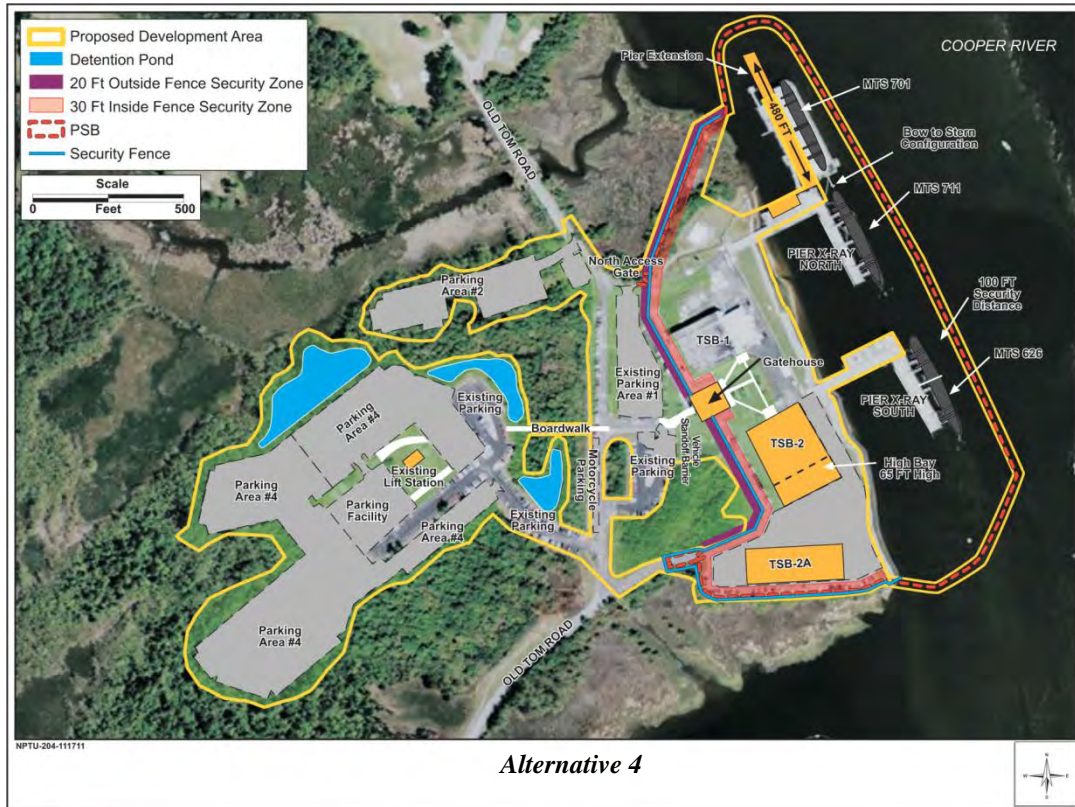 Proposed Development Area
Detention Pond
20 Ft Outside Fence Security Zone
30 Ft Inside Fence Security Zone
PSB
Security Fence
Scale
0 Feet 500
COOPER RIVER
Pier Extension
MTS 701
480 FT
Bow to Stern
Configuration
MTS 711
OLD TOM ROAD
PIER X-RAY
NORTH
North Access
Gate
Parking
Area #2
100 FT
Security
Distance
TSB-1
MTS 626
Gatehouse
Existing
Parking
Area #1
PIER X-RAY
SOUTH
Existing
Parking
Parking
Area #4
Boardwalk
Motorcycle
Parking
Existing
Parking
Vehicle
Standoff Barrier
TSB-2
High Bay
65 FT High
Existing
Lift Station
Parking
Area #4
Parking
Facility
Parking
Area #4
Existing
Parking
TSB-2A
Parking
Area #4
OLD TOM ROAD
NPTU-204-111711
Alternative 4
N
W
E
S